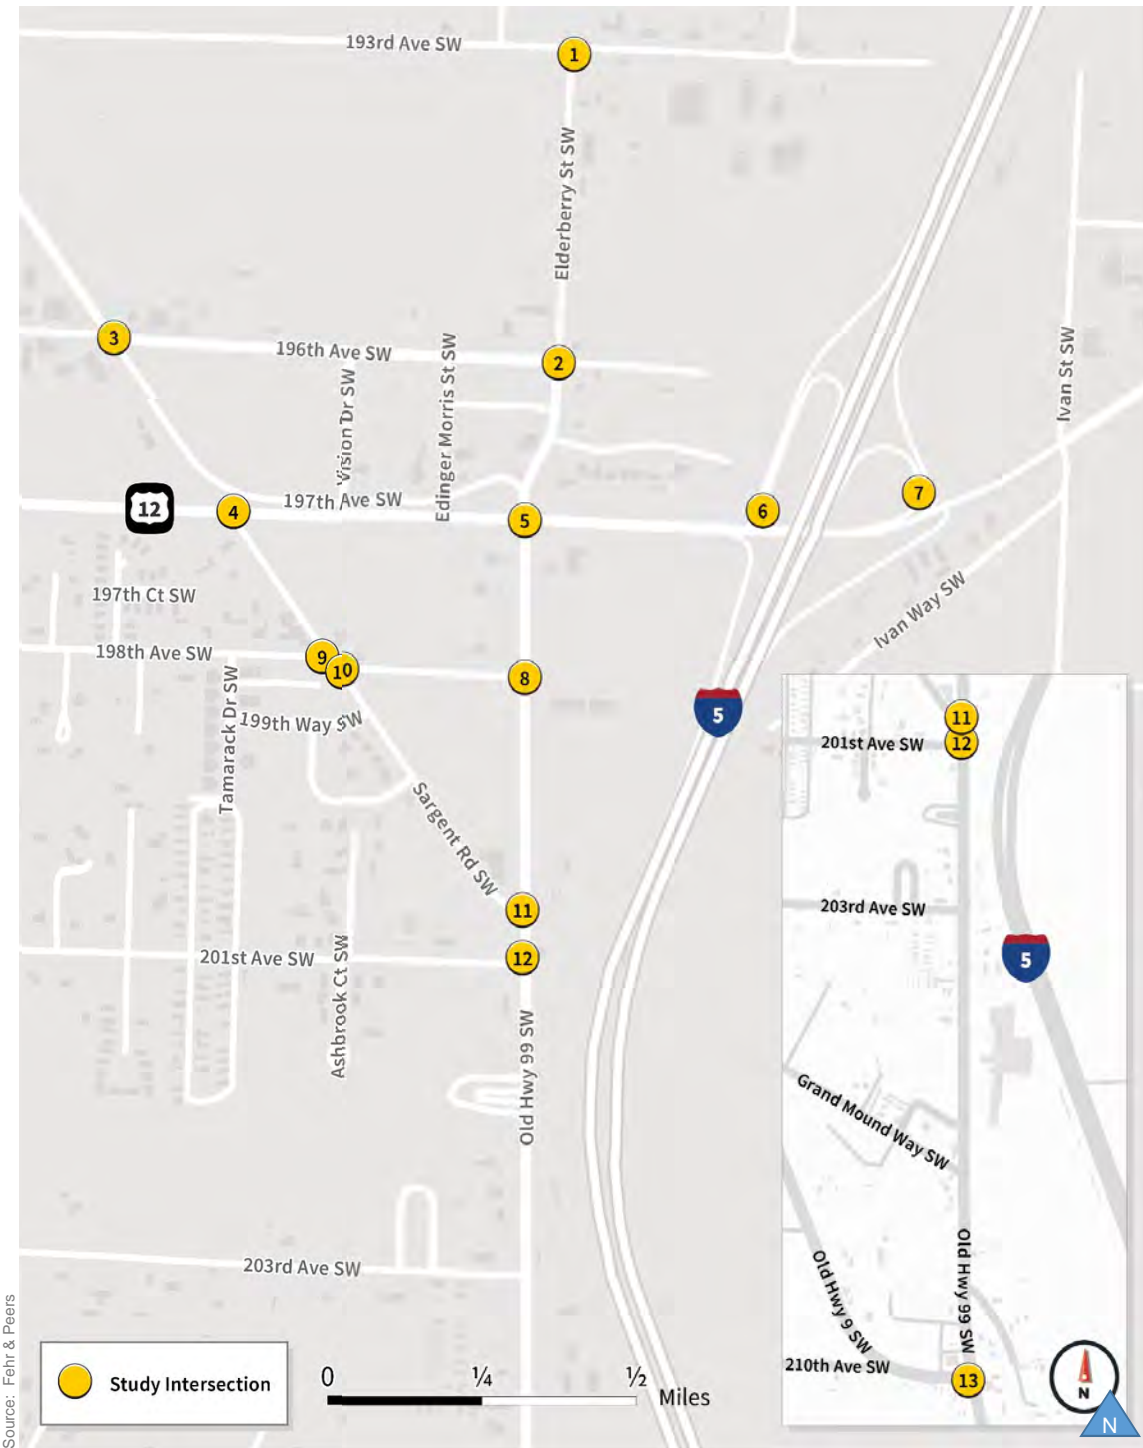 193rd Ave SW
1
Elderberry St SW
3
196th Ave SW
2
Vision Dr SW
Edinger Morris St SW
Ivan St SW
12
4
197th Ave SW
5
6
7
197th Ct SW
Ivan Way SW
198th Ave SW
9
10
8
Tamarack Dr SW
199th Way SW
5
Sargent Rd SW
11
12
201st Ave SW
Ashbrook Ct SW
Old Hwy 99 SW
203rd Ave SW
11
201st Ave SW
12
203rd Ave SW
5
Grand Mound Way SW
Old Hwy 9 SW
Old Hwy 99 SW
210th Ave SW
13
N
N
Study Intersection
0
¼
½
Miles
Source: Fehr & Peers